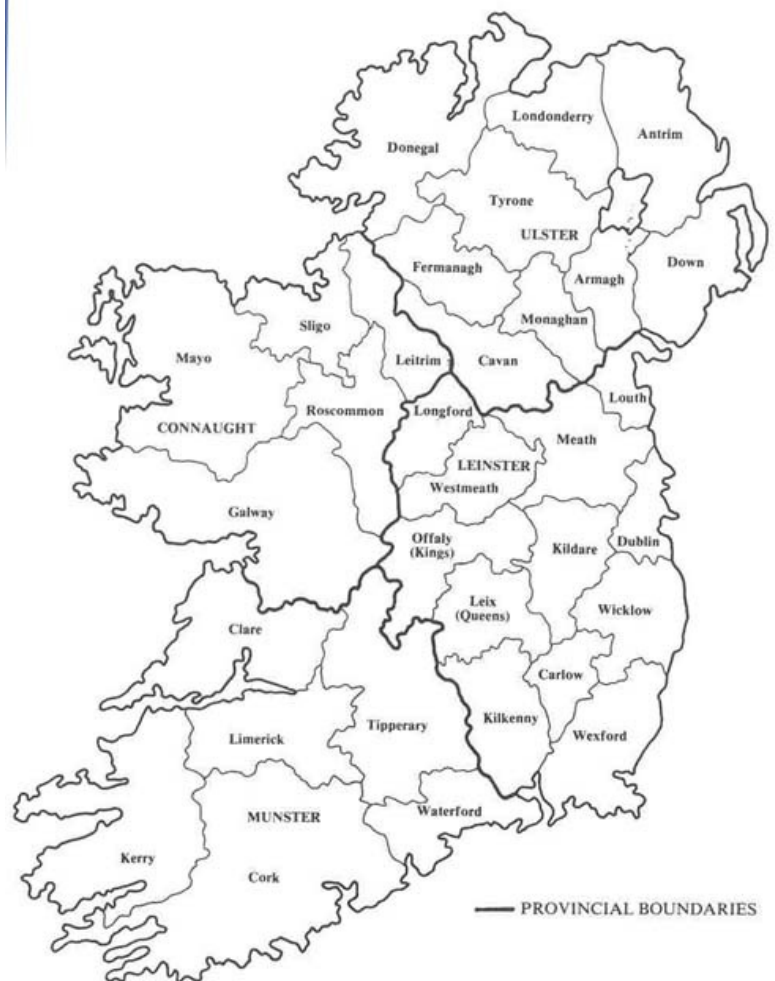 Londonderry
Antrim
Donegal
Tyrone
ULSTER
Down
Fermanagh
Armagh
Monaghan
Sligo
Mayo
Leitrim
Cavan
Louth
Roscommon
Longford
CONNAUGHT
Meath
LEINSTER
Westmeath
Galway
Offaly
(Kings)
Kildare
Dublin
Leix
(Queens)
Wicklow
Clare
Carlow
Kilkenny
Tipperary
Wexford
Limerick
Waterford
MUNSTER
Kerry
Cork
PROVINCIAL BOUNDARIES